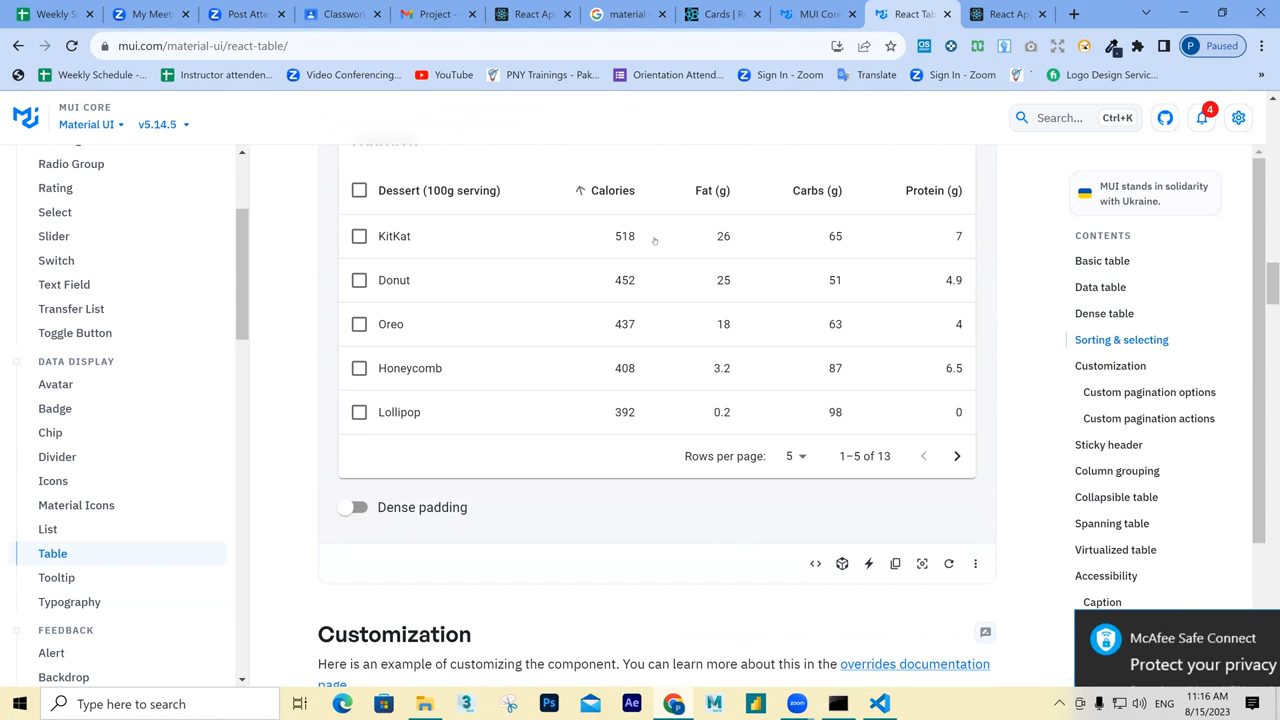 My Meeti
Post Atten
Classwork
Project -
React App
calorie c
Cards | Re
MUI Core
React Tab
React App
mui.com/material-ui/react-table/
Paused
Weekly Schedule -...
Instructor attenden...
Video Conferencing,...
YouTube
PNY Trainings - Pak...
Orientation Attend...
Sign In - Zoom
Translate
Sign In - Zoom
Logo Design Servic...
»
MUI CORE
Material UI
v5.14.5
Search...
Ctrl+K
4
Radio Group
Rating
Select
Slider
Switch
Text Field
Transfer List
Toggle Button
DATA DISPLAY
Avatar
Badge
Chip
Divider
Icons
Material Icons
List
Table
Tooltip
Typography
FEEDBACK
Alert
Backdrop
Dessert (100g serving) Calories Fat (g) Carbs (g) Protein (g)
KitKat 518 26 65 7
Donut 452 25 51 4.9
Oreo 437 18 63 4
Honeycomb 408 3.2 87 6.5
Lollipop 392 0.2 98 0
Rows per page: 5 1–5 of 13
Dense padding
Customization
Here is an example of customizing the component. You can learn more about this in the overrides documentation
page.
MUI stands in solidarity
with Ukraine.
CONTENTS
Basic table
Data table
Dense table
Sorting & selecting
Customization
Custom pagination options
Custom pagination actions
Sticky header
Column grouping
Collapsible table
Spanning table
Virtualized table
Accessibility
Caption
McAfee Safe Connect
Protect your privacy
Type here to search
ENG
11:16 AM
8/15/2023